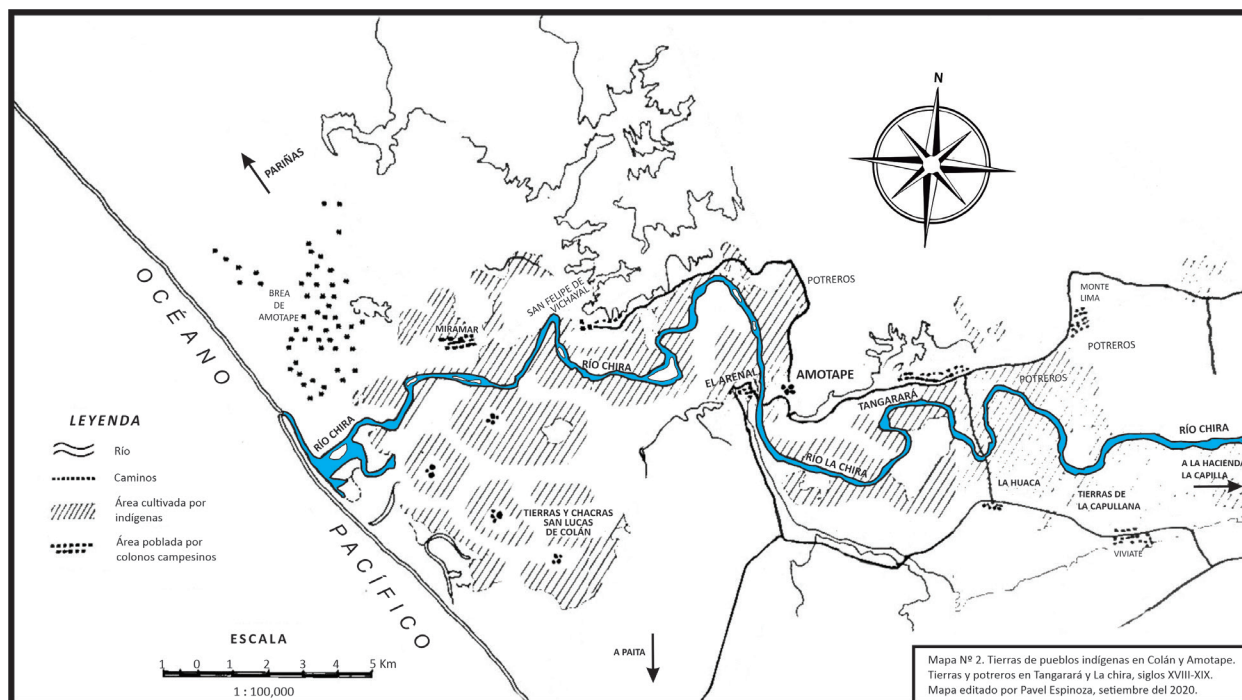 N
PARIÑAS
OCÉANO
BREA
DE
AMOTAPE
MIRAMAR
SAN FELIPE DE
VICHAYAL
RÍO CHIRA
POTREROS
MONTE
LIMA
POTREROS
EL ARENAL
AMOTAPE
TANGARARÁ
POTREROS
RÍO CHIRA
LEYENDA
Río
Caminos
Área cultivada por
indígenas
Área poblada por
colonos campesinos
RÍO CHIRA
RÍO LA CHIRA
A LA HACIENDA
LA CAPILLA
LA HUACA
TIERRAS DE
LA CAPULLANA
TIERRAS Y CHACRAS
SAN LUCAS
DE COLÁN
VIVIATE
PACÍFICO
ESCALA
1 0 1 2 3 4 5 Km
1 : 100,000
A PAITA
Mapa Nº 2. Tierras de pueblos indígenas en Colán y Amotape.
Tierras y potreros en Tangarará y La chira, siglos XVIII-XIX.
Mapa editado por Pavel Espinoza, setiembre del 2020.